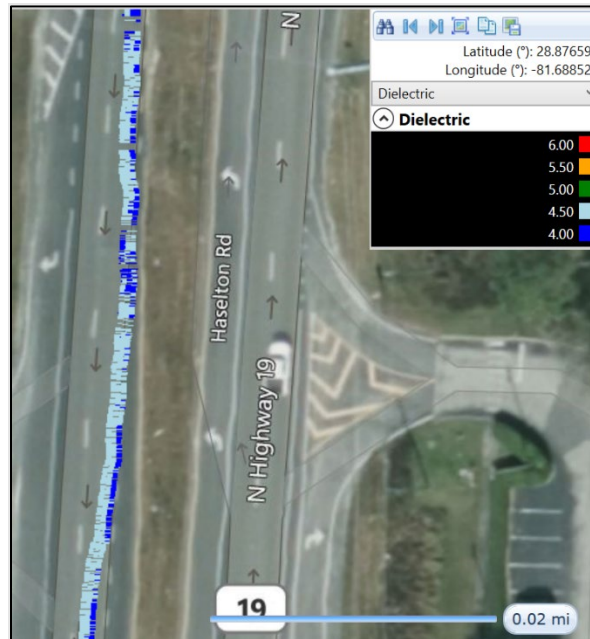 N
Latitude (°): 28.87659
Longitude (°): -81.68852
Dielectric
Dielectric
6.00
5.50
5.00
4.50
4.00
Haselton Rd
N Highway 19
19
0.02 mi